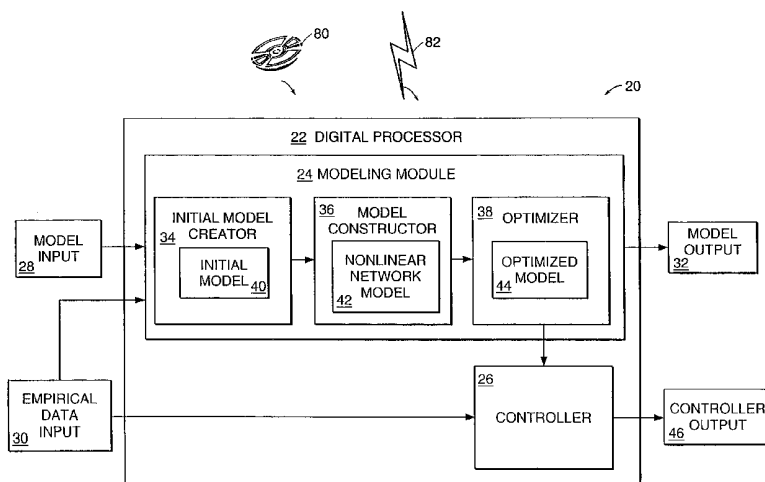 80
82
20
22 DIGITAL PROCESSOR
24 MODELING MODULE
INITIAL MODEL
CREATOR
34
INITIAL
MODEL 40
36 MODEL
CONSTRUCTOR
NONLINEAR
NETWORK
42 MODEL
38 OPTIMIZER
OPTIMIZED
44 MODEL
MODEL
INPUT
28
MODEL
OUTPUT
32
EMPIRICAL
DATA
30 INPUT
26
CONTROLLER
CONTROLLER
OUTPUT
46